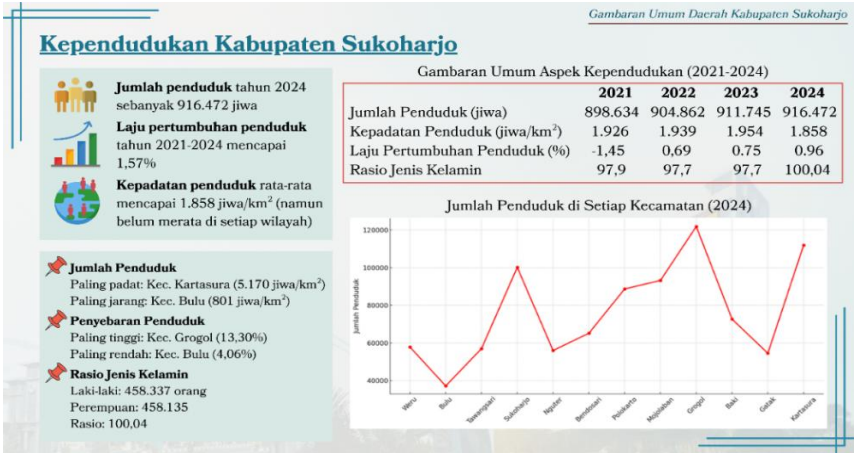 Gambaran Umum Daerah Kabupaten Sukoharjo
Kependudukan Kabupaten Sukoharjo
Jumlah penduduk tahun 2024
sebanyak 916.472 jiwa
Laju pertumbuhan penduduk
tahun 2021-2024 mencapai
1,57%
Kepadatan penduduk rata-rata
mencapai 1.858 jiwa/km² (namun
belum merata di setiap wilayah)
Jumlah Penduduk
Paling padat: Kec. Kartasura (5.170 jiwa/km²)
Paling jarang: Kec. Bulu (801 jiwa/km²)
Penyebaran Penduduk
Paling tinggi: Kec. Grogol (13,30%)
Paling rendah: Kec. Bulu (4,06%)
Rasio Jenis Kelamin
Laki-laki: 458.337 orang
Perempuan: 458.135
Rasio: 100,04
Gambaran Umum Aspek Kependudukan (2021-2024)
2021 2022 2023 2024
Jumlah Penduduk (jiwa) 898.634 904.862 911.745 916.472
Kepadatan Penduduk (jiwa/km²) 1.926 1.939 1.954 1.858
Laju Pertumbuhan Penduduk (%) -1,45 0,69 0.75 0.96
Rasio Jenis Kelamin 97,9 97,7 97,7 100,04
Jumlah Penduduk di Setiap Kecamatan (2024)
Jumlah Penduduk
120000
100000
80000
60000
40000
Weru Bulu Tawangsari Sukoharjo Nguter Bendosari Polokarto Mojolaban Grogol Baki Gatak Kartasura